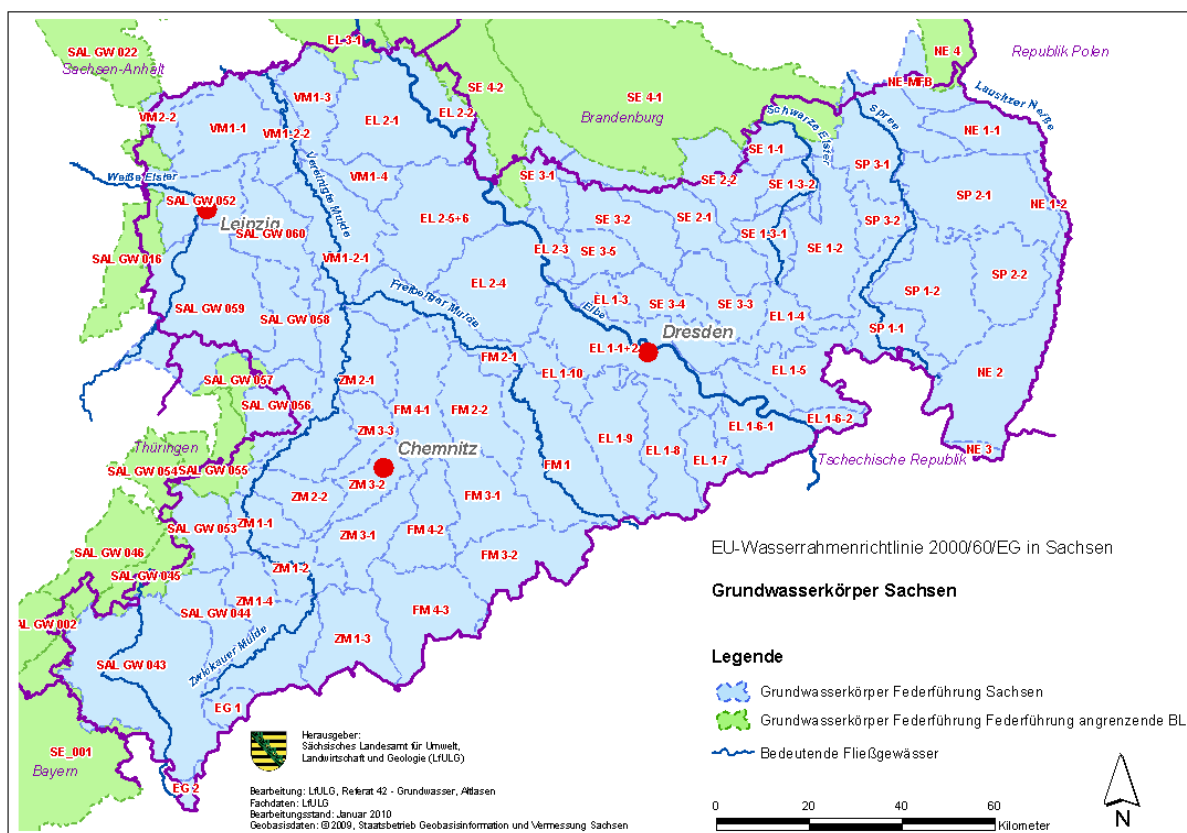 SAL GW 022
Sachsen-Anhalt
EL 3-1
NE 4
Republik Polen
VM 1-3
SE 4-2
SE 4-1
Brandenburg
NE-MFB
Lausitzer Neiße
VM 2-2
VM 1-1
VM 1-2-2
EL 2-1
EL 2-2
Schwarze Elster
Spree
NE 1-1
Weiße Elster
Vereinigte Mulde
VM 1-4
SE 3-1
SE 2-2
SE 1-1
SE 1-3-2
SP 3-1
SP 2-1
NE 1-2
SAL GW 052
Leipzig
SAL GW 060
EL 2-5+6
EL 2-3
SE 3-2
SE 2-1
SE 3-5
SE 1-3-1
SE 1-2
SP 3-2
SAL GW 016
VM 1-2-1
EL 2-4
SP 2-2
SP 1-2
SAL GW 059
SAL GW 058
Freiberger Mulde
EL 1-3
Elbe
SE 3-4
SE 3-3
EL 1-4
SP 1-1
Dresden
EL 1-1+2
FM 2-1
EL 1-10
EL 1-5
NE 2
SAL GW 057
SAL GW 056
ZM 2-1
FM 4-1
FM 2-2
EL 1-6-2
EL 1-6-1
ZM 3-3
Chemnitz
EL 1-9
EL 1-8
EL 1-7
NE 3
Thüringen
SAL GW 054
SAL GW 055
FM 1
Tschechische Republik
ZM 3-2
ZM 2-2
FM 3-1
SAL GW 053
ZM 1-1
ZM 3-1
FM 4-2
FM 3-2
SAL GW 046
SAL GW 045
ZM 1-2
ZM 1-4
SAL GW 044
FM 4-3
AL GW 002
ZM 1-3
SAL GW 043
Zwickauer Mulde
EG 1
SE_001
Bayern
EG 2
EU-Wasserrahmenrichtlinie 2000/60/EG in Sachsen
Grundwasserkörper Sachsen
Legende
Grundwasserkörper Federführung Sachsen
Grundwasserkörper Federführung Federführung angrenzende BL
Bedeutende Fließgewässer
Herausgeber:
Sächsisches Landesamt für Umwelt,
Landwirtschaft und Geologie (LfULG)
Bearbeitung: LfULG, Referat 42 - Grundwasser, Altlasen
Fachdaten: LfULG
Bearbeitungsstand: Januar 2010
Geobasisdaten: © 2009, Staatsbetrieb Geobasisinformation und Vermessung Sachsen
0 20 40 60
Kilometer
N